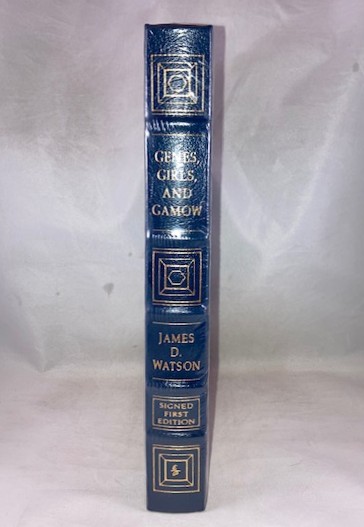 GENES,
GIRLS,
AND
GAMOW
JAMES
D.
WATSON
SIGNED
FIRST
EDITION